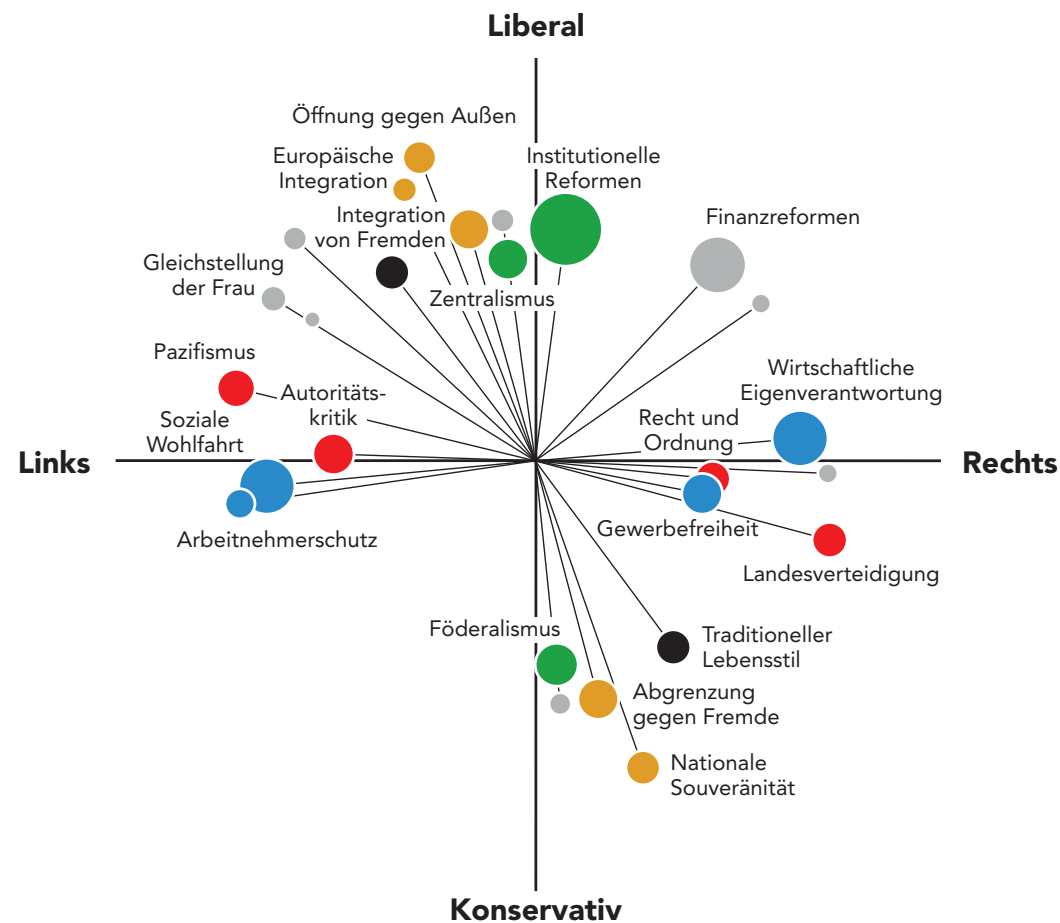 Liberal
Öffnung gegen Außen
Europäische
Integration
Institutionelle
Reformen
Integration
von Fremden
Finanzreformen
Gleichstellung
der Frau
Zentralismus
Pazifismus
Autoritäts-
kritik
Wirtschaftliche
Eigenverantwortung
Soziale
Wohlfahrt
Recht und
Ordnung
Links
Rechts
Arbeitnehmerschutz
Gewerbefreiheit
Landesverteidigung
Föderalismus
Traditioneller
Lebensstil
Abgrenzung
gegen Fremde
Nationale
Souveränität
Konservativ